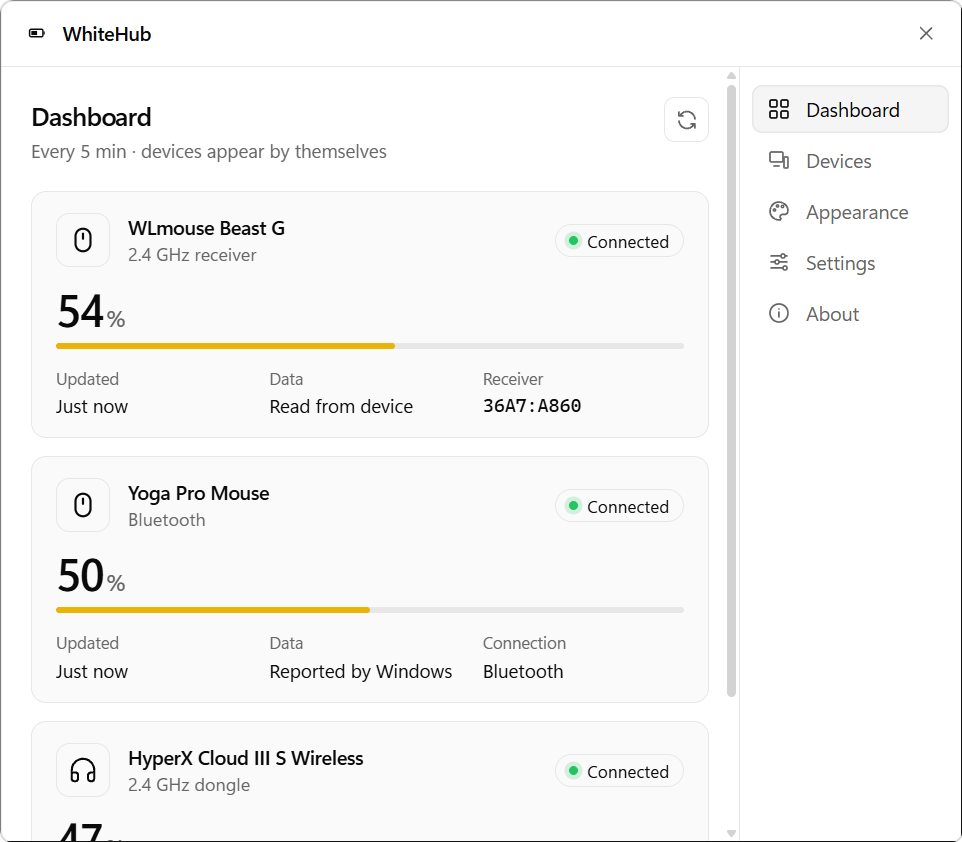 WhiteHub
Dashboard
Every 5 min · devices appear by themselves
WLmouse Beast G
2.4 GHz receiver
Connected
54%
Updated
Just now
Data
Read from device
Receiver
36A7:A860
Yoga Pro Mouse
Bluetooth
Connected
50%
Updated
Just now
Data
Reported by Windows
Connection
Bluetooth
HyperX Cloud III S Wireless
2.4 GHz dongle
Connected
47%
Dashboard
Devices
Appearance
Settings
About